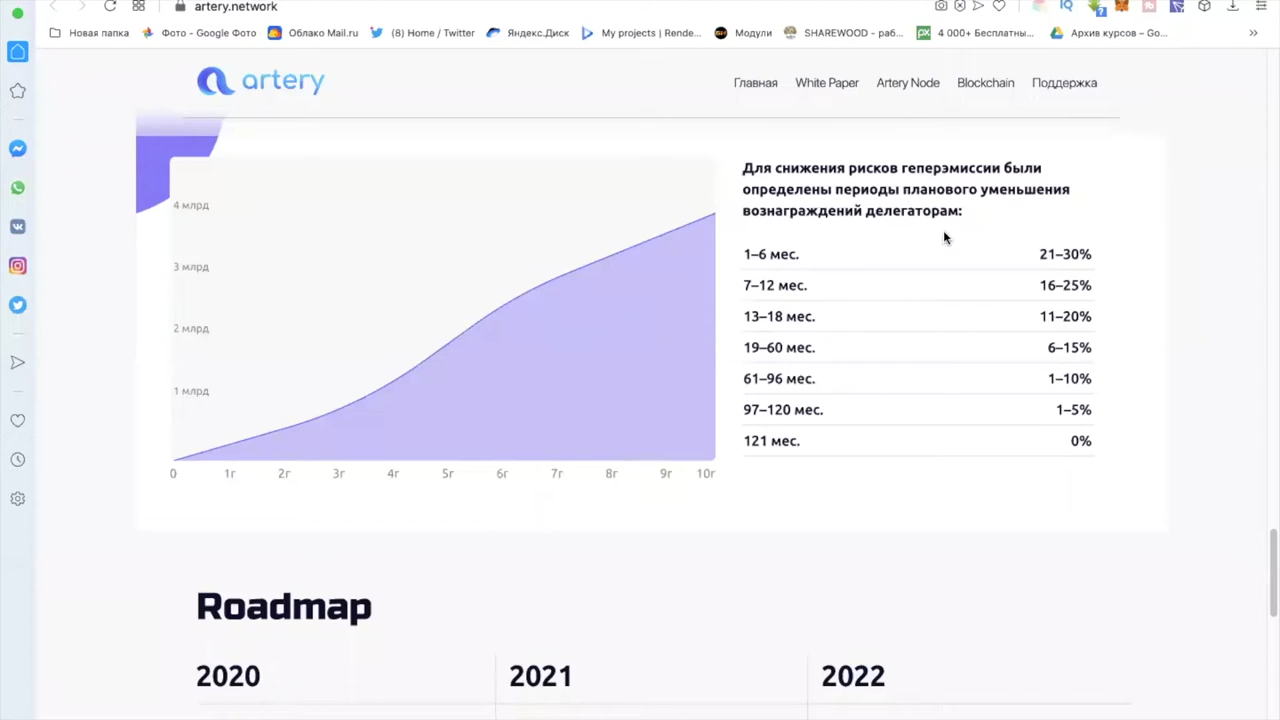 artery.network
Новая папка
Фото - Google Фото
Облако Mail.ru
(8) Home / Twitter
Яндекс.Диск
My projects | Rende...
Модули
SHAREWOOD - раб...
4 000+ Бесплатны...
Архив курсов – Go...
artery
Главная
White Paper
Artery Node
Blockchain
Поддержка
4 млрд
3 млрд
2 млрд
1 млрд
0 1г 2г 3г 4г 5г 6г 7г 8г 9г 10г
Для снижения рисков геперэмиссии были
определены периоды планового уменьшения
вознаграждений делегаторам:
1–6 мес. 21–30%
7–12 мес. 16–25%
13–18 мес. 11–20%
19–60 мес. 6–15%
61–96 мес. 1–10%
97–120 мес. 1–5%
121 мес. 0%
Roadmap
2020 2021 2022